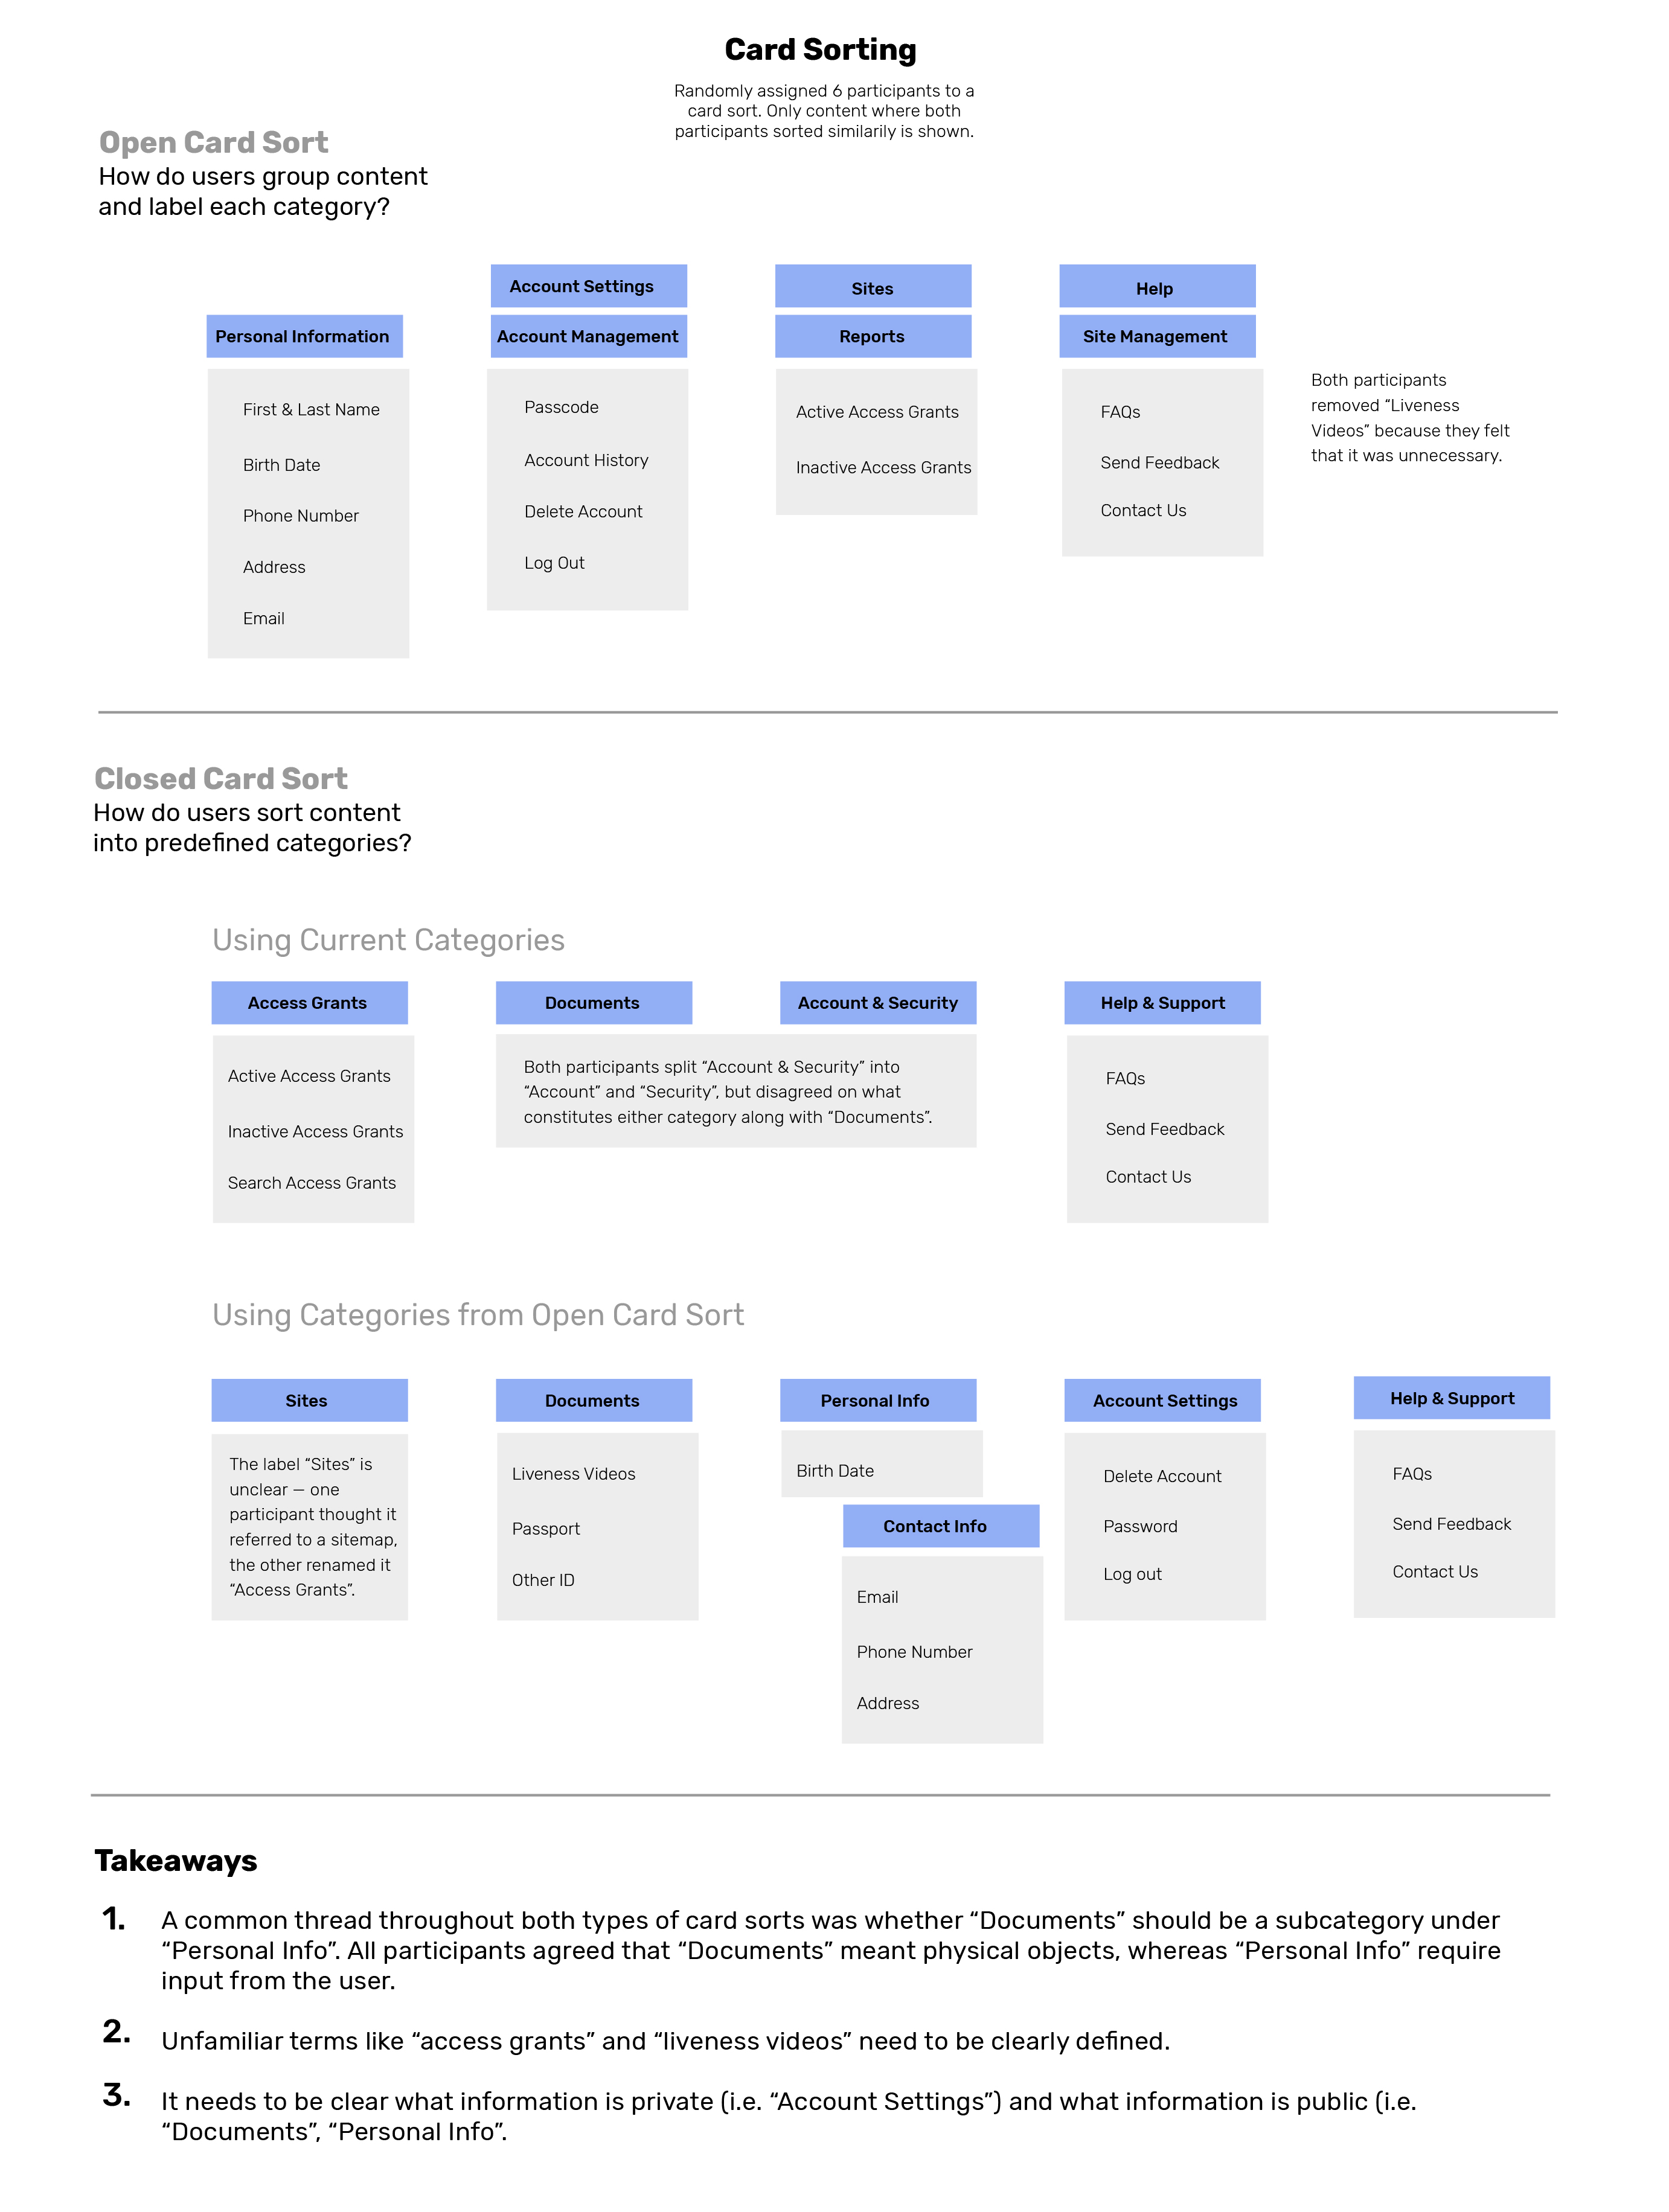 Card Sorting
Randomly assigned 6 participants to a
card sort. Only content where both
participants sorted similarily is shown.
Open Card Sort
How do users group content
and label each category?
Personal Information
First & Last Name
Birth Date
Phone Number
Address
Email
Account Settings
Account Management
Passcode
Account History
Delete Account
Log Out
Sites
Reports
Active Access Grants
Inactive Access Grants
Help
Site Management
FAQs
Send Feedback
Contact Us
Both participants
removed “Liveness
Videos” because they felt
that it was unnecessary.
Closed Card Sort
How do users sort content
into predefined categories?
Using Current Categories
Access Grants
Active Access Grants
Inactive Access Grants
Search Access Grants
Documents
Account & Security
Both participants split “Account & Security” into
“Account” and “Security”, but disagreed on what
constitutes either category along with “Documents”.
Help & Support
FAQs
Send Feedback
Contact Us
Using Categories from Open Card Sort
Sites
The label “Sites” is
unclear — one
participant thought it
referred to a sitemap,
the other renamed it
“Access Grants”.
Documents
Liveness Videos
Passport
Other ID
Personal Info
Birth Date
Contact Info
Email
Phone Number
Address
Account Settings
Delete Account
Password
Log out
Help & Support
FAQs
Send Feedback
Contact Us
Takeaways
1. A common thread throughout both types of card sorts was whether “Documents” should be a subcategory under
“Personal Info”. All participants agreed that “Documents” meant physical objects, whereas “Personal Info” require
input from the user.
2. Unfamiliar terms like “access grants” and “liveness videos” need to be clearly defined.
3. It needs to be clear what information is private (i.e. “Account Settings”) and what information is public (i.e.
“Documents”, “Personal Info”.